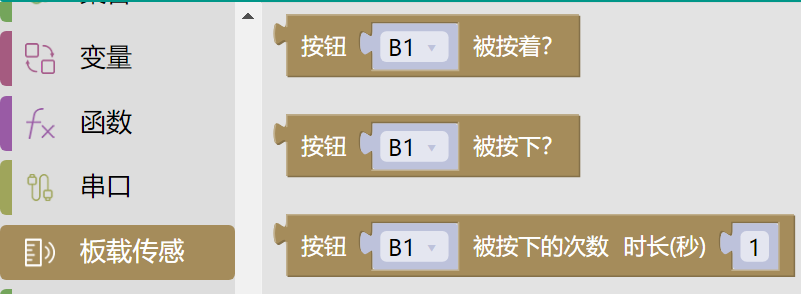 变量
函数
串口
板载传感
按钮 B1 被按着?
按钮 B1 被按下?
按钮 B1 被按下的次数 时长(秒) 1